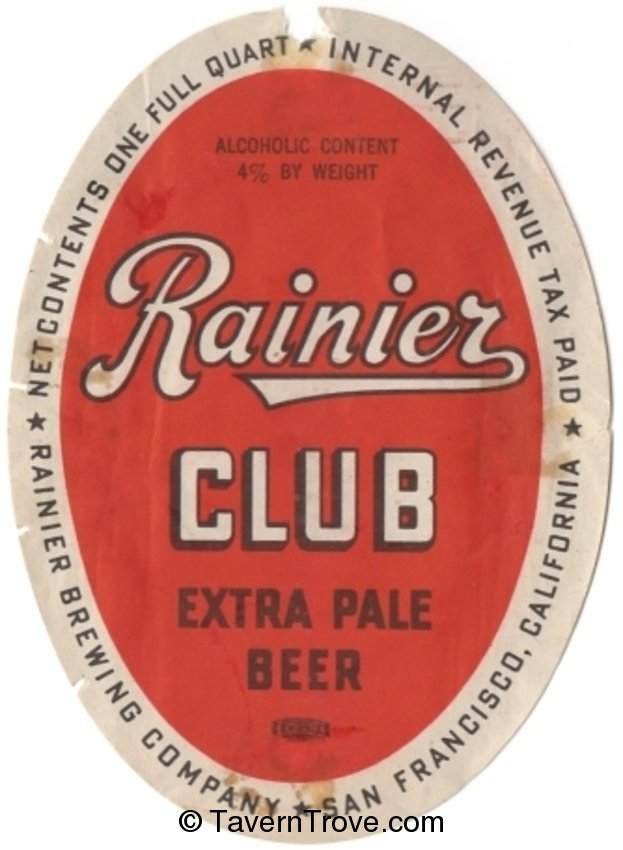 NET CONTENTS ONE FULL QUART ★ INTERNAL REVENUE TAX PAID ★
ALCOHOLIC CONTENT
4% BY WEIGHT
Rainier
CLUB
EXTRA PALE
BEER
★ RAINIER BREWING COMPANY ★ SAN FRANCISCO, CALIFORNIA
© TavernTrove.com